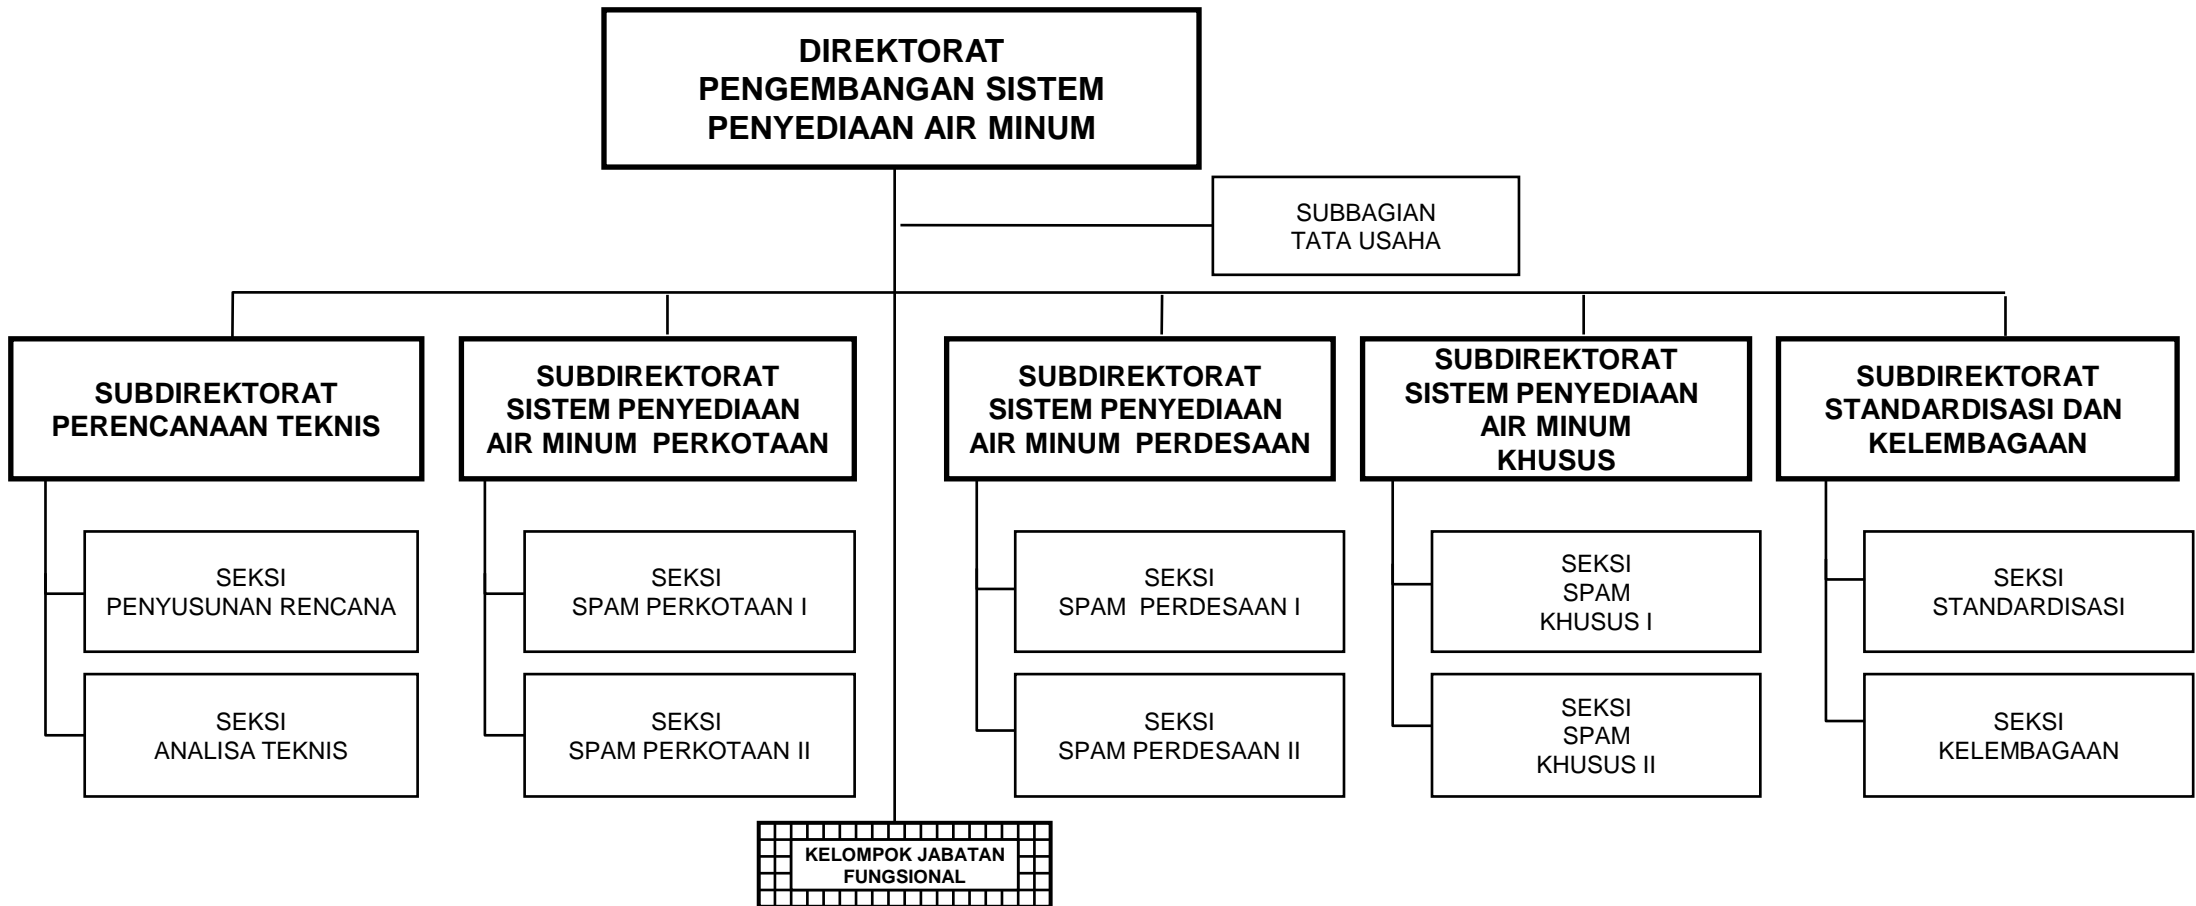 DIREKTORAT
PENGEMBANGAN SISTEM
PENYEDIAAN AIR MINUM
SUBBAGIAN
TATA USAHA
SUBDIREKTORAT
PERENCANAAN TEKNIS
SUBDIREKTORAT
SISTEM PENYEDIAAN
AIR MINUM PERKOTAAN
SUBDIREKTORAT
SISTEM PENYEDIAAN
AIR MINUM PERDESAAN
SUBDIREKTORAT
SISTEM PENYEDIAAN
AIR MINUM
KHUSUS
SUBDIREKTORAT
STANDARDISASI DAN
KELEMBAGAAN
SEKSI
PENYUSUNAN RENCANA
SEKSI
SPAM PERKOTAAN I
SEKSI
SPAM PERDESAAN I
SEKSI
SPAM
KHUSUS I
SEKSI
STANDARDISASI
SEKSI
ANALISA TEKNIS
SEKSI
SPAM PERKOTAAN II
SEKSI
SPAM PERDESAAN II
SEKSI
SPAM
KHUSUS II
SEKSI
KELEMBAGAAN
KELOMPOK JABATAN
FUNGSIONAL